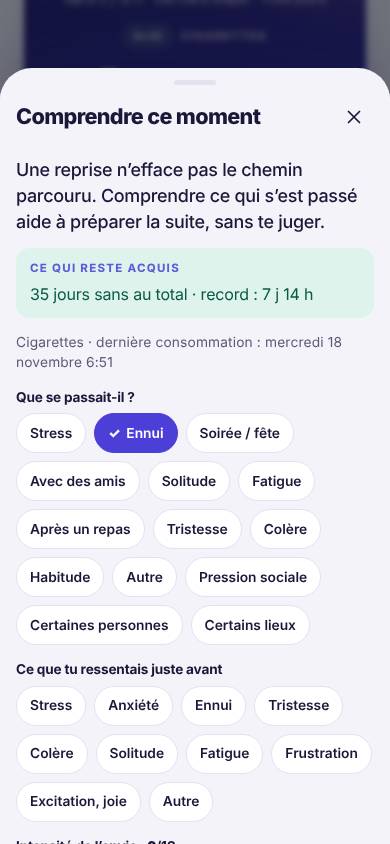 Comprendre ce moment
Une reprise n’efface pas le chemin
parcouru. Comprendre ce qui s’est passé
aide à préparer la suite, sans te juger.
CE QUI RESTE ACQUIS
35 jours sans au total · record : 7 j 14 h
Cigarettes · dernière consommation : mercredi 18
novembre 6:51
Que se passait-il ?
Stress Ennui Soirée / fête
Avec des amis Solitude Fatigue
Après un repas Tristesse Colère
Habitude Autre Pression sociale
Certaines personnes Certains lieux
Ce que tu ressentais juste avant
Stress Anxiété Ennui Tristesse
Colère Solitude Fatigue Frustration
Excitation, joie Autre